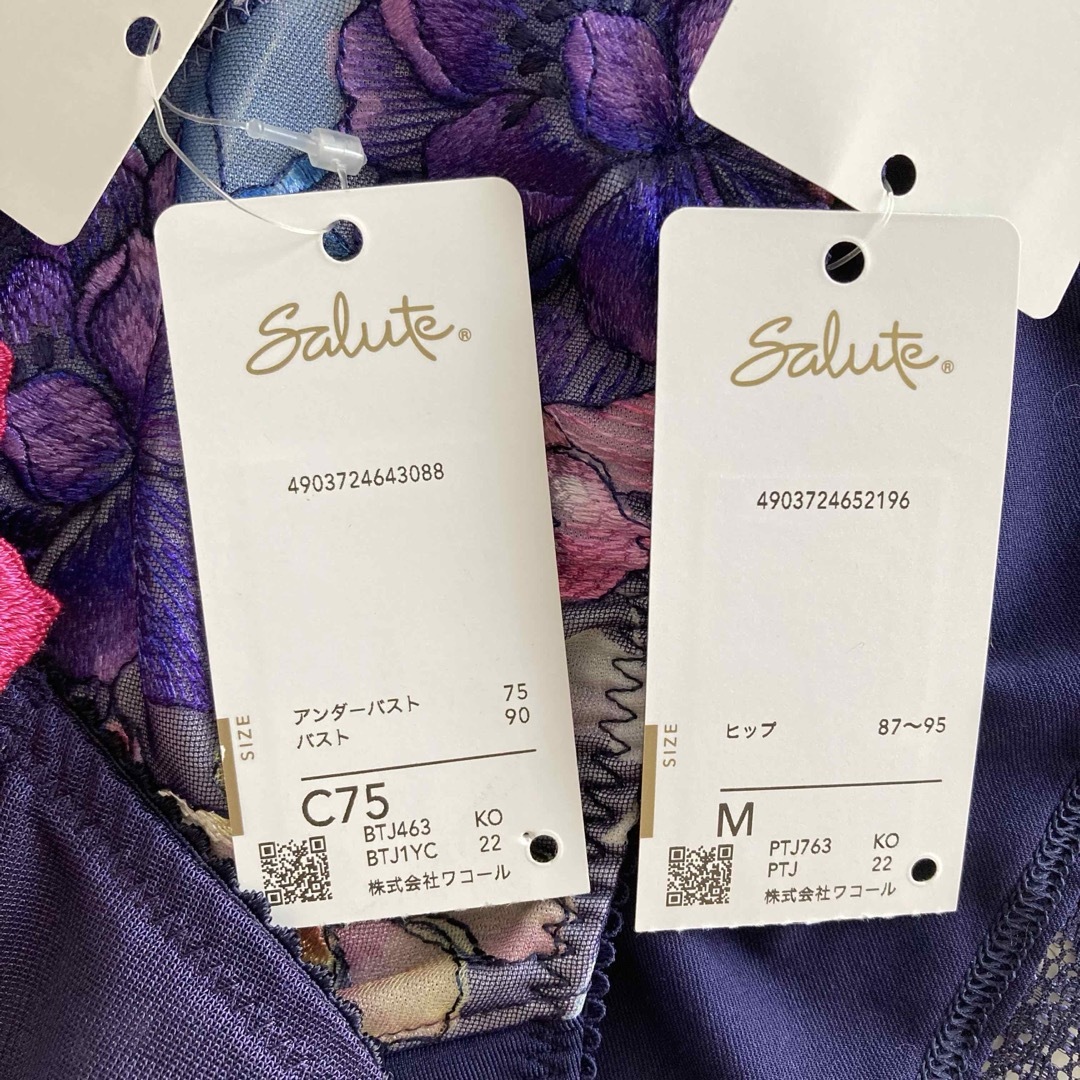 Salute®
4903724643088
SIZE
アンダーバスト 75
バスト 90
C75
BTJ463 KO
BTJ1YC 22
株式会社ワコール
Salute®
4903724652196
SIZE
ヒップ 87〜95
M
PTJ763 KO
PTJ 22
株式会社ワコール